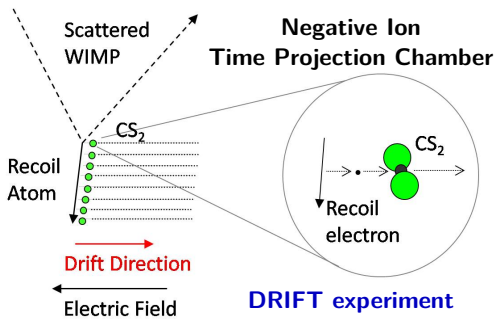 Scattered
WIMP
Negative Ion
Time Projection Chamber
CS₂
CS₂
Recoil
Atom
Recoil
electron
Drift Direction
Electric Field
DRIFT experiment